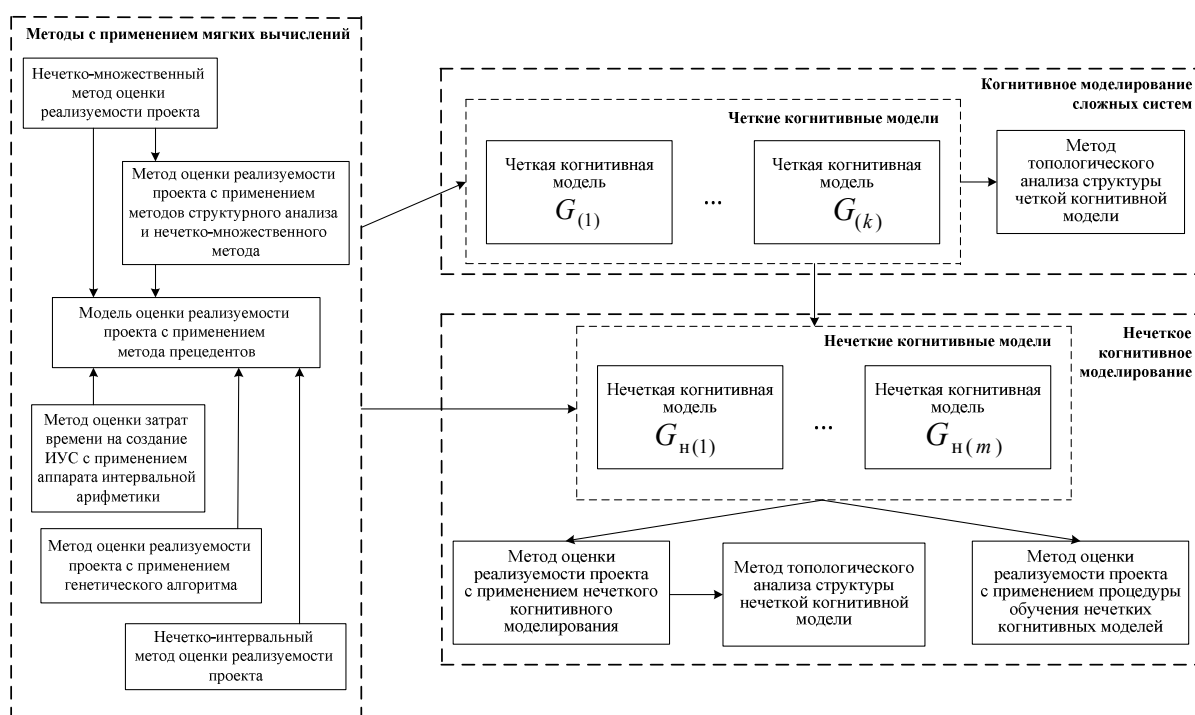 Методы с применением мягких вычислений
Нечетко-множественный
метод оценки
реализуемости проекта
Метод оценки реализуемости
проекта с применением
методов структурного анализа
и нечетко-множественного
метода
Модель оценки реализуемости
проекта с применением
метода прецедентов
Метод оценки затрат
времени на создание
ИУС с применением
аппарата интервальной
арифметики
Метод оценки реализуемости
проекта с применением
генетического алгоритма
Нечетко-интервальный
метод оценки реализуемости
проекта
Когнитивное моделирование
сложных систем
Четкие когнитивные модели
Четкая когнитивная
модель
G(1)
...
Четкая когнитивная
модель
G(k)
Метод
топологического
анализа структуры
четкой когнитивной
модели
Нечеткое
когнитивное
моделирование
Нечеткие когнитивные модели
Нечеткая когнитивная
модель
Gн(1)
...
Нечеткая когнитивная
модель
Gн(m)
Метод оценки
реализуемости проекта
с применением нечеткого
когнитивного
моделирования
Метод топологического
анализа структуры
нечеткой когнитивной
модели
Метод оценки
реализуемости проекта
с применением процедуры
обучения нечетких
когнитивных моделей